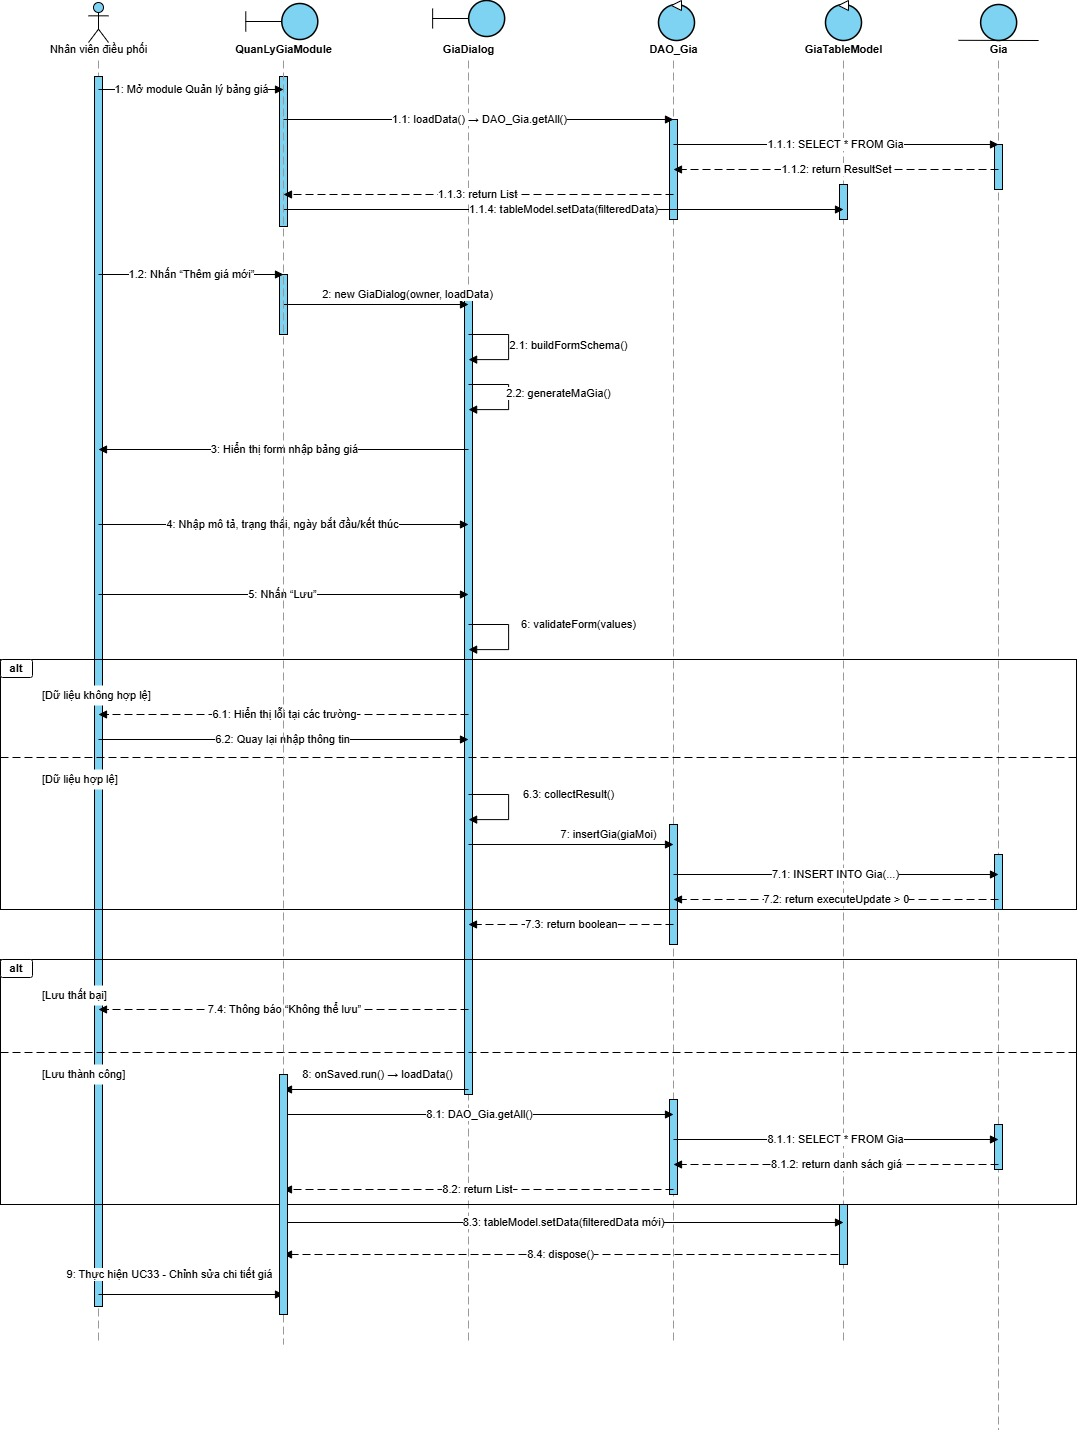 Nhân viên điều phối
QuanLyGiaModule
GiaDialog
DAO_Gia
GiaTableModel
Gia
1: Mở module Quản lý bảng giá
1.1: loadData() → DAO_Gia.getAll()
1.1.1: SELECT * FROM Gia
1.1.2: return ResultSet
1.1.3: return List
1.1.4: tableModel.setData(filteredData)
1.2: Nhấn “Thêm giá mới”
2: new GiaDialog(owner, loadData)
2.1: buildFormSchema()
2.2: generateMaGia()
3: Hiển thị form nhập bảng giá
4: Nhập mô tả, trạng thái, ngày bắt đầu/kết thúc
5: Nhấn “Lưu”
6: validateForm(values)
alt
[Dữ liệu không hợp lệ]
6.1: Hiển thị lỗi tại các trường
6.2: Quay lại nhập thông tin
[Dữ liệu hợp lệ]
6.3: collectResult()
7: insertGia(giaMoi)
7.1: INSERT INTO Gia(...)
7.2: return executeUpdate > 0
7.3: return boolean
alt
[Lưu thất bại]
7.4: Thông báo “Không thể lưu”
[Lưu thành công]
8: onSaved.run() → loadData()
8.1: DAO_Gia.getAll()
8.1.1: SELECT * FROM Gia
8.1.2: return danh sách giá
8.2: return List
8.3: tableModel.setData(filteredData mới)
8.4: dispose()
9: Thực hiện UC33 - Chỉnh sửa chi tiết giá